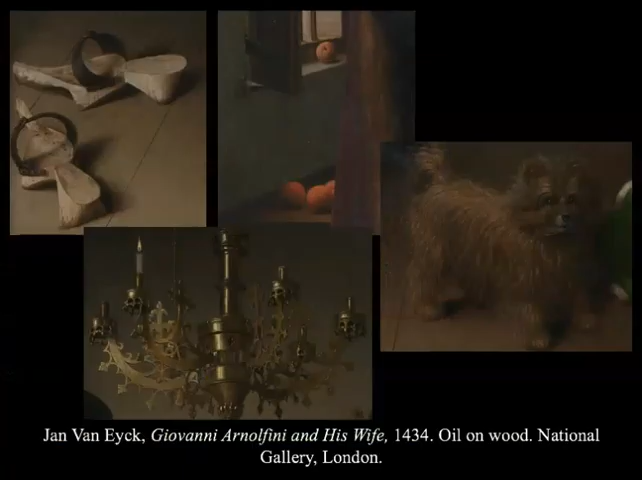 Jan Van Eyck, Giovanni Arnolfini and His Wife, 1434. Oil on wood. National
Gallery, London.